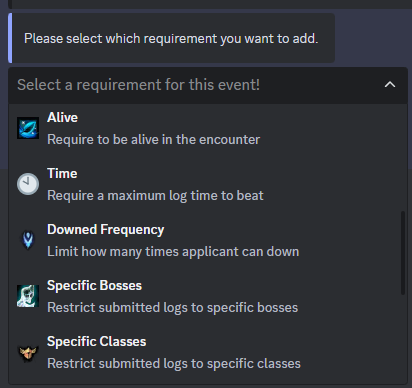 Please select which requirement you want to add.
Select a requirement for this event!
Alive
Require to be alive in the encounter
Time
Require a maximum log time to beat
Downed Frequency
Limit how many times applicant can down
Specific Bosses
Restrict submitted logs to specific bosses
Specific Classes
Restrict submitted logs to specific classes